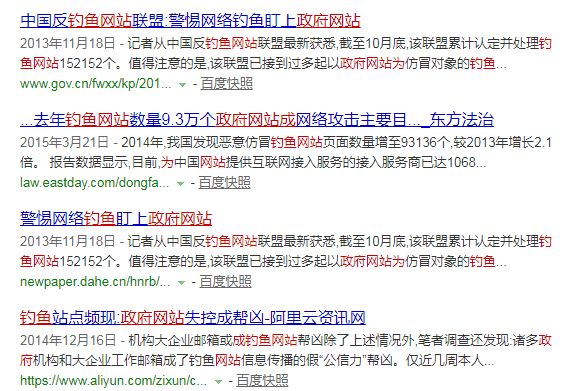 中国反钓鱼网站联盟:警惕网络钓鱼盯上政府网站
2013年11月18日 - 记者从中国反钓鱼网站联盟最新获悉,截至10月底,该联盟累计认定并处理钓
鱼网站152152个。值得注意的是,该联盟已接到过多起以政府网站为仿冒对象的钓鱼...
www.gov.cn/fwxx/kp/201... - 百度快照
...去年钓鱼网站数量9.3万个政府网站成网络攻击主要目..._东方法治
2015年3月21日 - 2014年,我国发现恶意仿冒钓鱼网站页面数量增至93136个,较2013年增长2.1
倍。 报告数据显示,目前,为中国网站提供互联网接入服务的接入服务商已达1068...
law.eastday.com/dongfa... - 百度快照
警惕网络钓鱼盯上政府网站
2013年11月18日 - 记者从中国反钓鱼网站联盟最新获悉,截至10月底,该联盟累计认定并处理钓
鱼网站152152个。值得注意的是,该联盟已接到过多起以政府网站为仿冒对象的钓鱼...
newpaper.dahe.cn/hnrb/... - 百度快照
钓鱼站点频现:政府网站失控成帮凶-阿里云资讯网
2014年12月16日 - 机构大企业邮箱或成钓鱼网站帮凶除了上述情况外,笔者调查还发现:诸多政
府机构和大企业工作邮箱成了钓鱼网站信息传播的假“公信力”帮凶。仅近几周本人...
https://www.aliyun.com/zixun/c... - 百度快照